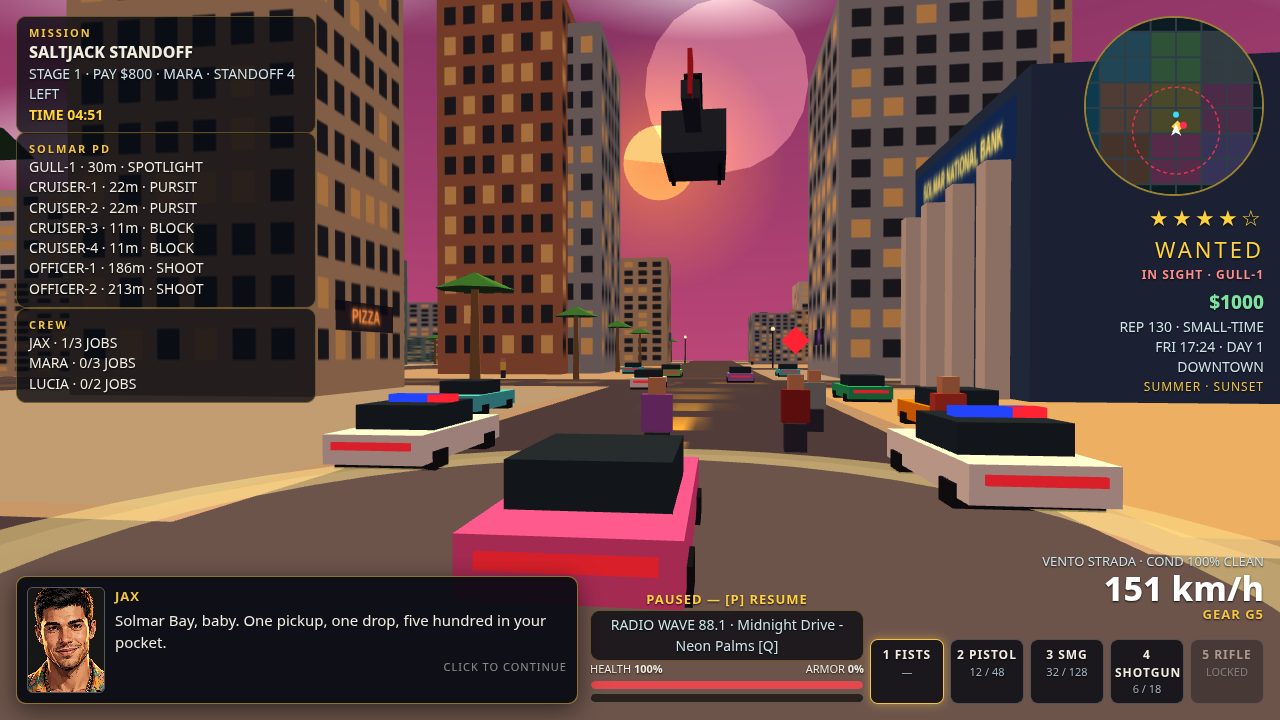 MISSION
SALTJACK STANDOFF
STAGE 1 · PAY $800 · MARA · STANDOFF 4
LEFT
TIME 04:51
SOLMAR PD
GULL-1 · 30m · SPOTLIGHT
CRUISER-1 · 22m · PURSIT
CRUISER-2 · 22m · PURSIT
CRUISER-3 · 11m · BLOCK
CRUISER-4 · 11m · BLOCK
OFFICER-1 · 186m · SHOOT
OFFICER-2 · 213m · SHOOT
CREW
JAX · 1/3 JOBS
MARA · 0/3 JOBS
LUCIA · 0/2 JOBS
PIZZA
SOLMAR NATIONAL BANK
★★★★☆
WANTED
IN SIGHT · GULL-1
$1000
REP 130 · SMALL-TIME
FRI 17:24 · DAY 1
DOWNTOWN
SUMMER · SUNSET
JAX
Solmar Bay, baby. One pickup, one drop, five hundred in your
pocket.
CLICK TO CONTINUE
PAUSED — [P] RESUME
RADIO WAVE 88.1 · Midnight Drive -
Neon Palms [Q]
HEALTH 100%
ARMOR 0%
VENTO STRADA · COND 100% CLEAN
151 km/h
GEAR G5
1 FISTS
—
2 PISTOL
12 / 48
3 SMG
32 / 128
4
SHOTGUN
6 / 18
5 RIFLE
LOCKED